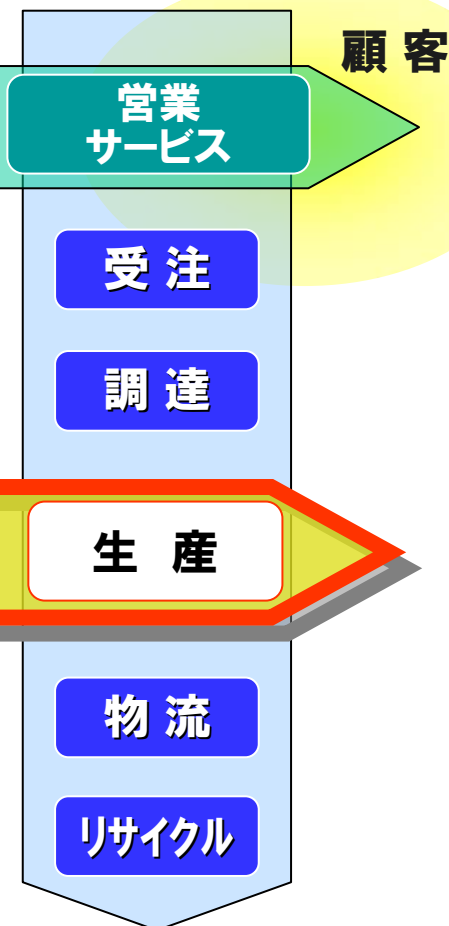 顧 客
営業
サービス
受 注
調 達
生 産
物 流
リサイクル